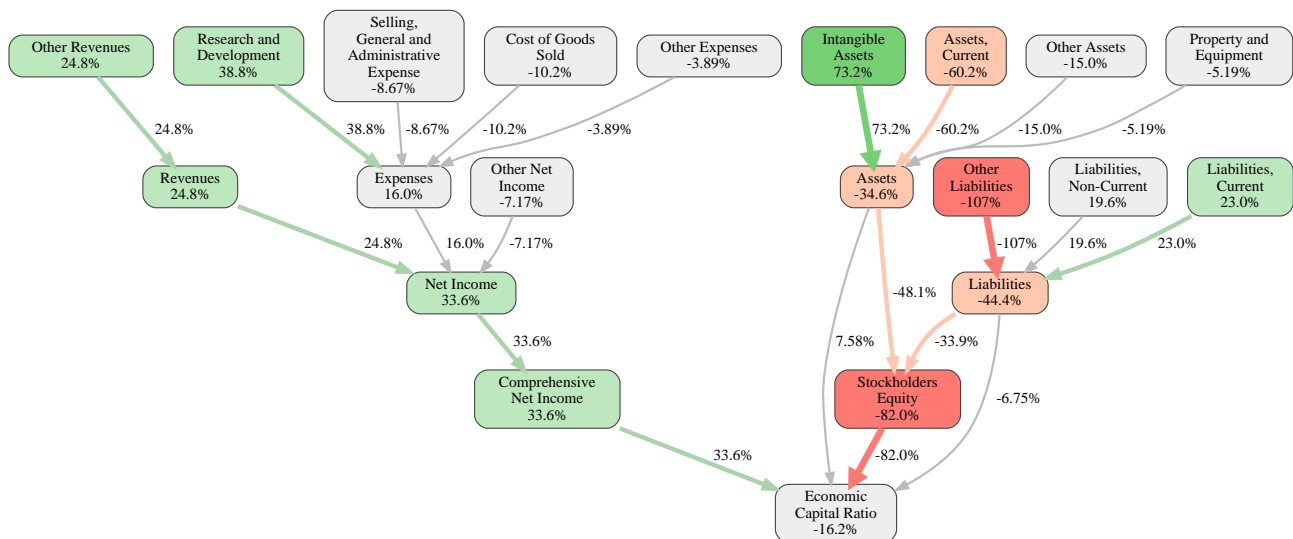 Other Revenues
24.8%
Research and
Development
38.8%
Selling,
General and
Administrative
Expense
-8.67%
Cost of Goods
Sold
-10.2%
Other Expenses
-3.89%
Intangible
Assets
73.2%
Assets,
Current
-60.2%
Other Assets
-15.0%
Property and
Equipment
-5.19%
24.8%
38.8%
-8.67%
-10.2%
-3.89%
73.2%
-60.2%
-15.0%
-5.19%
Revenues
24.8%
Expenses
16.0%
Other Net
Income
-7.17%
Assets
-34.6%
Other
Liabilities
-107%
Liabilities,
Non-Current
19.6%
Liabilities,
Current
23.0%
24.8%
16.0%
-7.17%
-107%
19.6%
23.0%
Net Income
33.6%
Liabilities
-44.4%
-48.1%
33.6%
7.58%
-33.9%
Comprehensive
Net Income
33.6%
Stockholders
Equity
-82.0%
-6.75%
33.6%
-82.0%
Economic
Capital Ratio
-16.2%